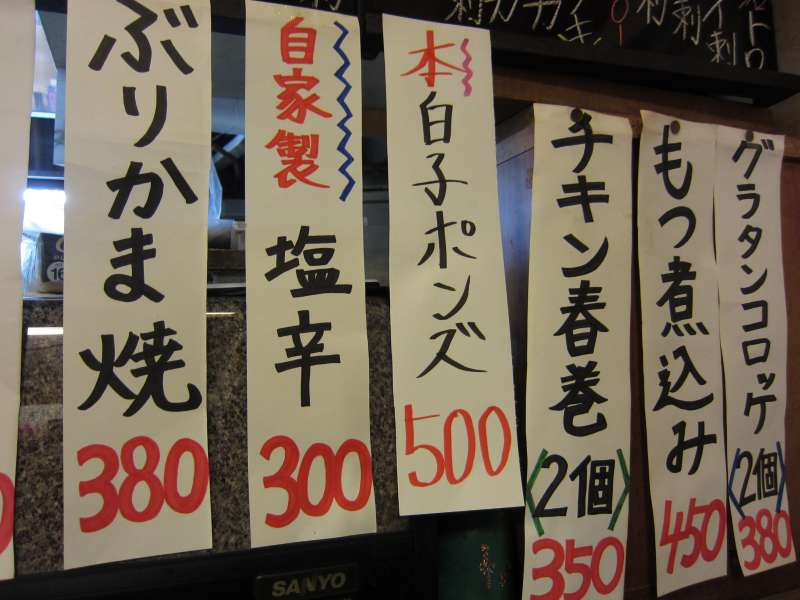 ぶりかま焼
380
自家製
塩辛
300
本白子ポンズ
500
チキン春巻
〈2個〉
350
もつ煮込み
450
グラタンコロッケ
〈2個〉
380
SANYO